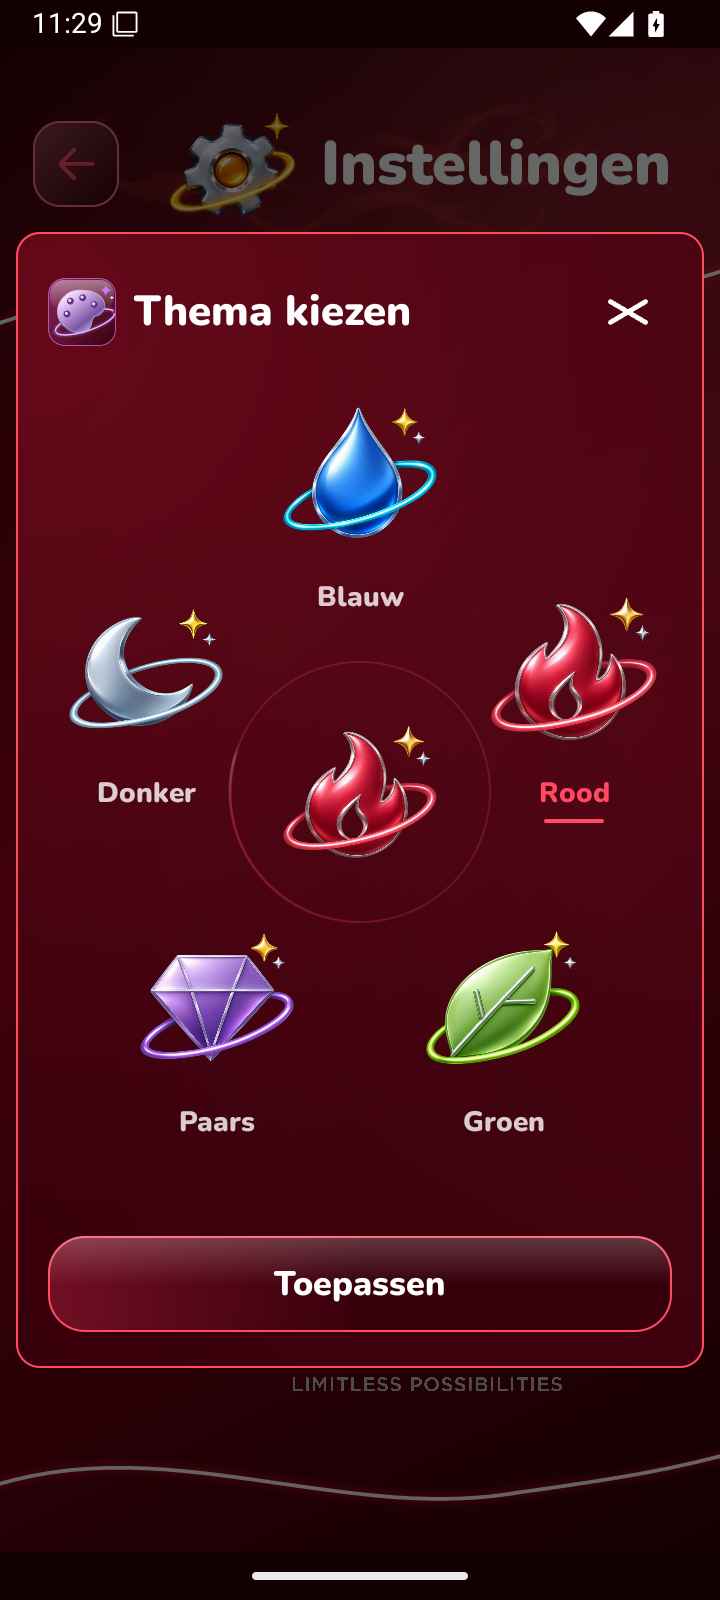 11:29
Instellingen
Thema kiezen
Blauw
Donker
Rood
Paars
Groen
Toepassen
LIMITLESS POSSIBILITIES